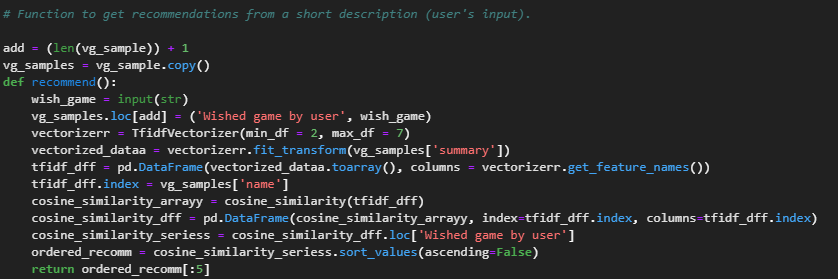 # Function to get recommendations from a short description (user's input).
add = (len(vg_sample)) + 1
vg_samples = vg_sample.copy()
def recommend():
    wish_game = input(str)
    vg_samples.loc[add] = ('Wished game by user', wish_game)
    vectorizerr = TfidfVectorizer(min_df = 2, max_df = 7)
    vectorized_dataa = vectorizerr.fit_transform(vg_samples['summary'])
    tfidf_dff = pd.DataFrame(vectorized_dataa.toarray(), columns = vectorizerr.get_feature_names())
    tfidf_dff.index = vg_samples['name']
    cosine_similarity_arrayy = cosine_similarity(tfidf_dff)
    cosine_similarity_dff = pd.DataFrame(cosine_similarity_arrayy, index=tfidf_dff.index, columns=tfidf_dff.index)
    cosine_similarity_seriess = cosine_similarity_dff.loc['Wished game by user']
    ordered_recomm = cosine_similarity_seriess.sort_values(ascending=False)
    return ordered_recomm[:5]